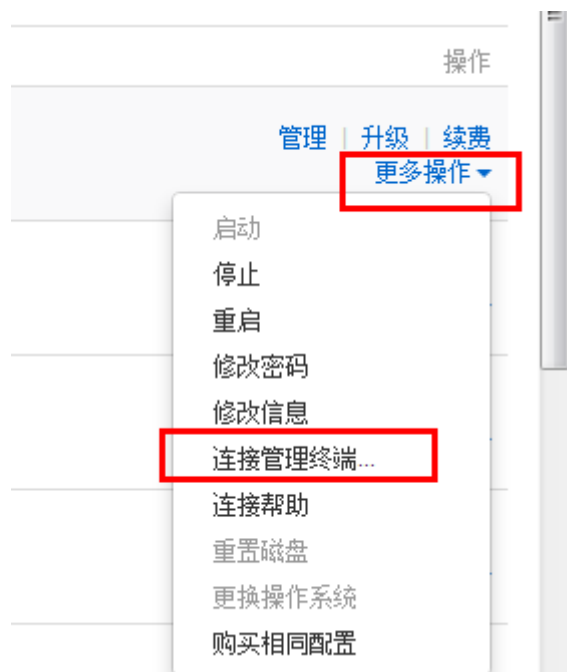 操作
管理 | 升级 | 续费
更多操作
启动
停止
重启
修改密码
修改信息
连接管理终端...
连接帮助
重置磁盘
更换操作系统
购买相同配置